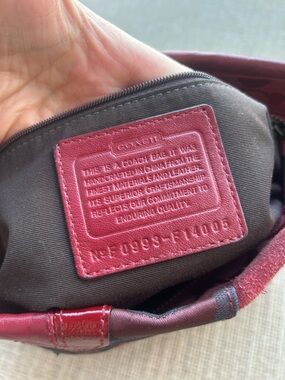 COACH
THIS IS A COACH BAG. IT WAS
HANDCRAFTED IN CHINA FROM THE
FINEST MATERIALS AND LEATHER.
ITS SUPERIOR CRAFTSMANSHIP
REFLECTS OUR COMMITMENT TO
ENDURING QUALITY.
Nº F0993-F14005